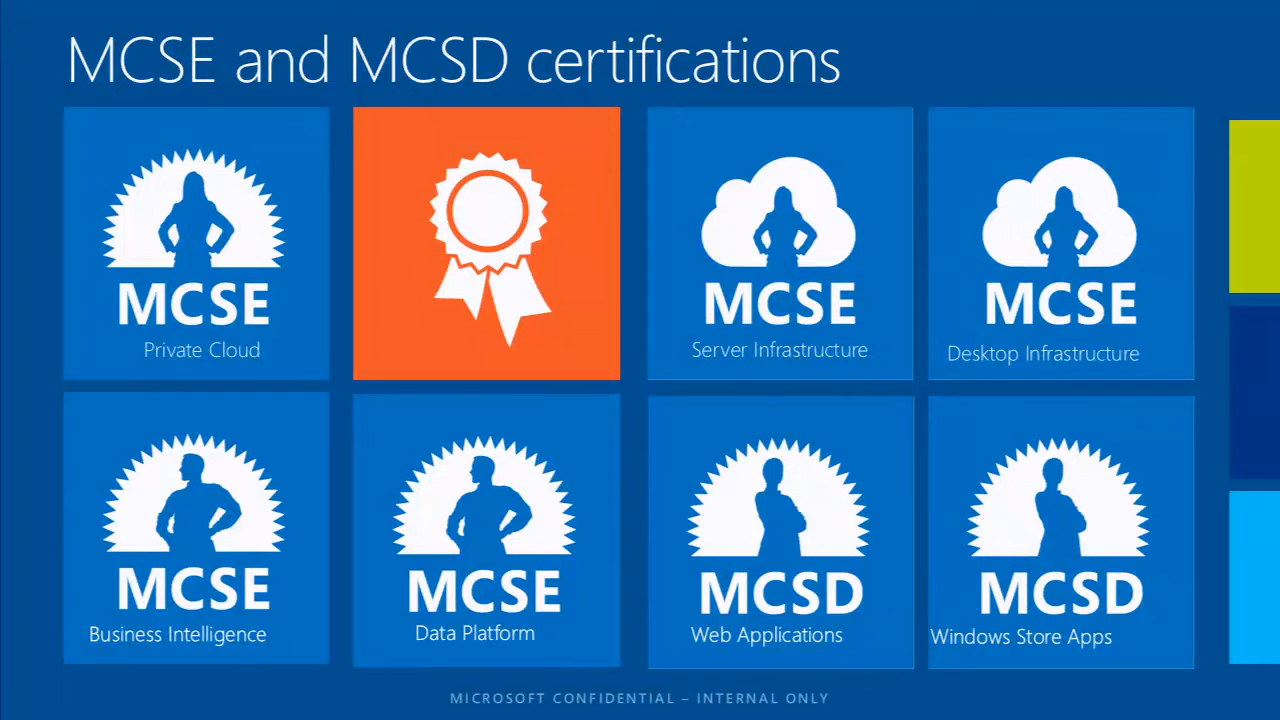 MCSE and MCSD certifications
MCSE
Private Cloud
MCSE
Server Infrastructure
MCSE
Desktop Infrastructure
MCSE
Business Intelligence
MCSE
Data Platform
MCSD
Web Applications
MCSD
Windows Store Apps
MICROSOFT CONFIDENTIAL – INTERNAL ONLY